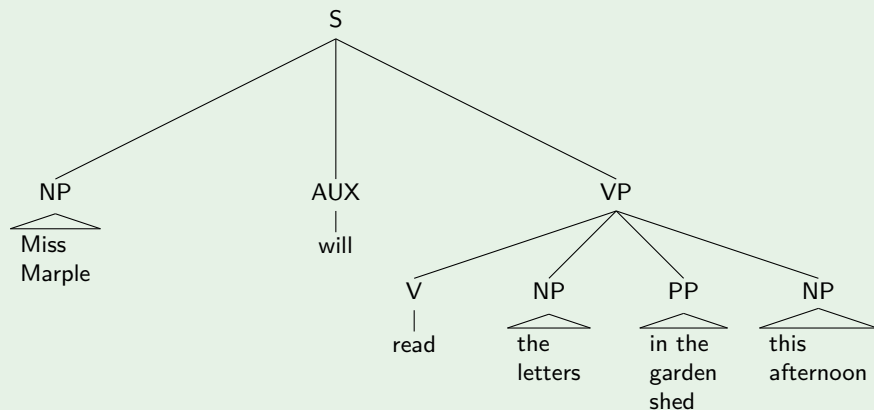 S
NP AUX VP
Miss
Marple
will
V NP PP NP
read
the
letters
in the
garden
shed
this
afternoon